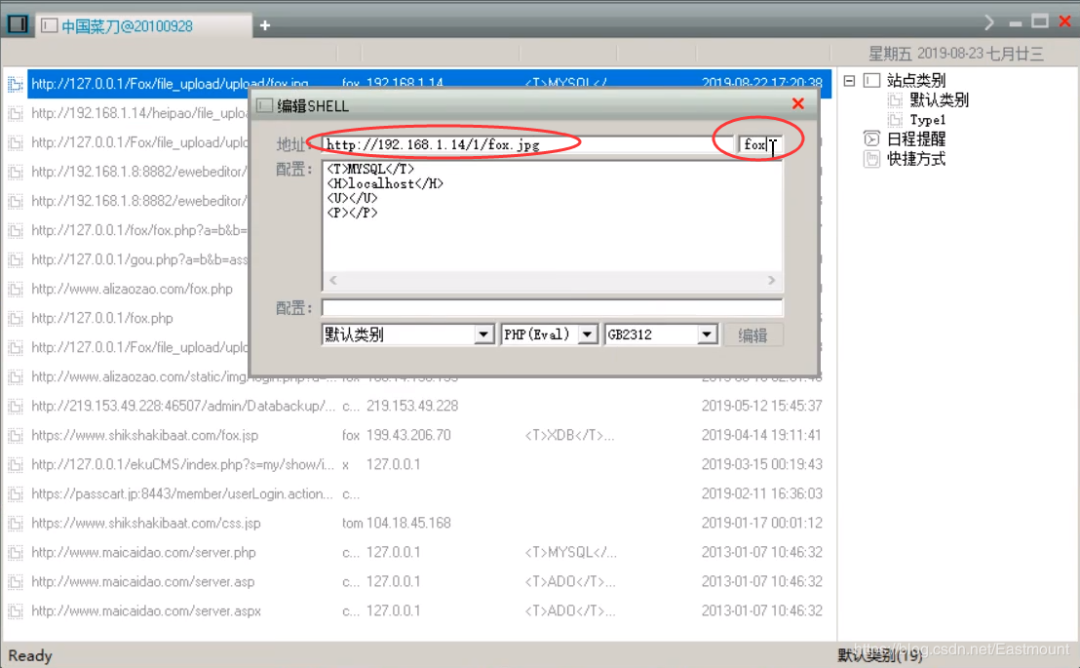 中国菜刀@20100928
+
星期五 2019-08-23 七月廿三
http://127.0.0.1/Fox/file_upload/upload/fox.jpg fox 192.168.1.14 <T>MYSQL</... 2019-08-22 17:20:38
http://192.168.1.14/heipao/file_uplo
http://127.0.0.1/Fox/file_upload/uplo
http://192.168.1.8:8882/ewebeditor/
http://192.168.1.8:8882/ewebeditor/
http://127.0.0.1/fox/fox.php?a=b&b=
http://127.0.0.1/gou.php?a=b&b=ass
http://www.alizaozao.com/fox.php
http://127.0.0.1/fox.php
http://127.0.0.1/Fox/file_upload/uplo
http://www.alizaozao.com/static/img/login.php?d=...
http://219.153.49.228:46507/admin/Databackup/... c... 219.153.49.228 2019-05-12 15:45:37
https://www.shikshakibaat.com/fox.jsp fox 199.43.206.70 <T>XDB</T>... 2019-04-14 19:11:41
http://127.0.0.1/ekuCMS/index.php?s=my/show/i... x 127.0.0.1 2019-03-15 00:19:43
https://passcart.jp:8443/member/userLogin.action... c... 2019-02-11 16:36:03
https://www.shikshakibaat.com/css.jsp tom 104.18.45.168 2019-01-17 00:01:12
http://www.maicaidao.com/server.php c... 127.0.0.1 <T>MYSQL</... 2013-01-07 10:46:32
http://www.maicaidao.com/server.asp c... 127.0.0.1 <T>ADO</T>... 2013-01-07 10:46:32
http://www.maicaidao.com/server.aspx c... 127.0.0.1 <T>ADO</T>... 2013-01-07 10:46:32
编辑SHELL
地址: http://192.168.1.14/1/fox.jpg fox
配置: <T>MYSQL</T>
<H>localhost</H>
<U></U>
<P></P>
配置:
默认类别 PHP(Eval) GB2312 编辑
站点类别
默认类别
Type1
日程提醒
快捷方式
Ready
默认类别(19)
https://blog.csdn.net/Eastmount